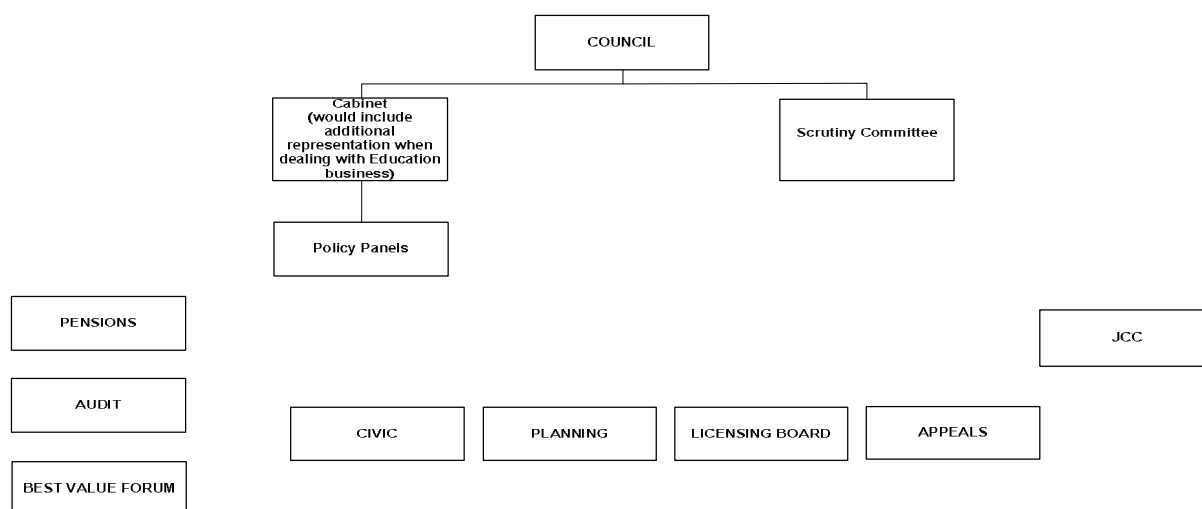 COUNCIL
Cabinet
(would include
additional
representation when
dealing with Education
business)
Scrutiny Committee
Policy Panels
PENSIONS
JCC
AUDIT
CIVIC
PLANNING
LICENSING BOARD
APPEALS
BEST VALUE FORUM